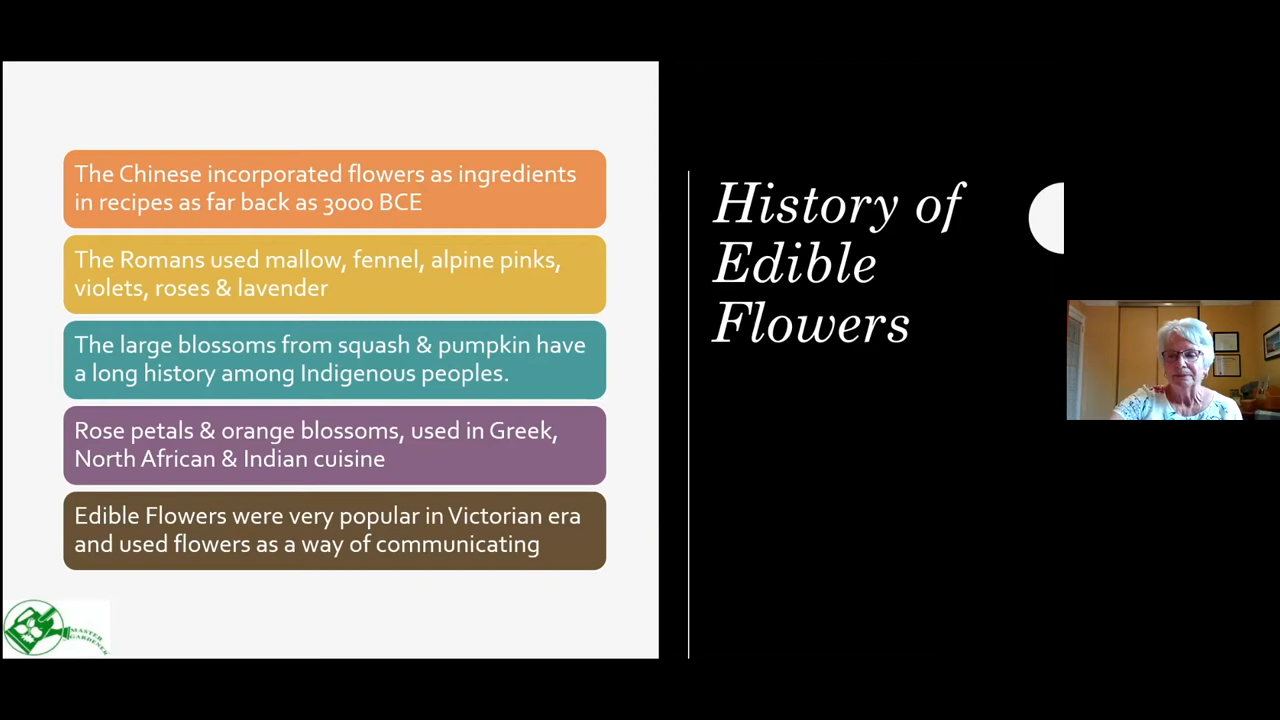 The Chinese incorporated flowers as ingredients
in recipes as far back as 3000 BCE
The Romans used mallow, fennel, alpine pinks,
violets, roses & lavender
The large blossoms from squash & pumpkin have
a long history among Indigenous peoples.
Rose petals & orange blossoms, used in Greek,
North African & Indian cuisine
Edible Flowers were very popular in Victorian era
and used flowers as a way of communicating
MASTER
GARDENER
History of
Edible
Flowers